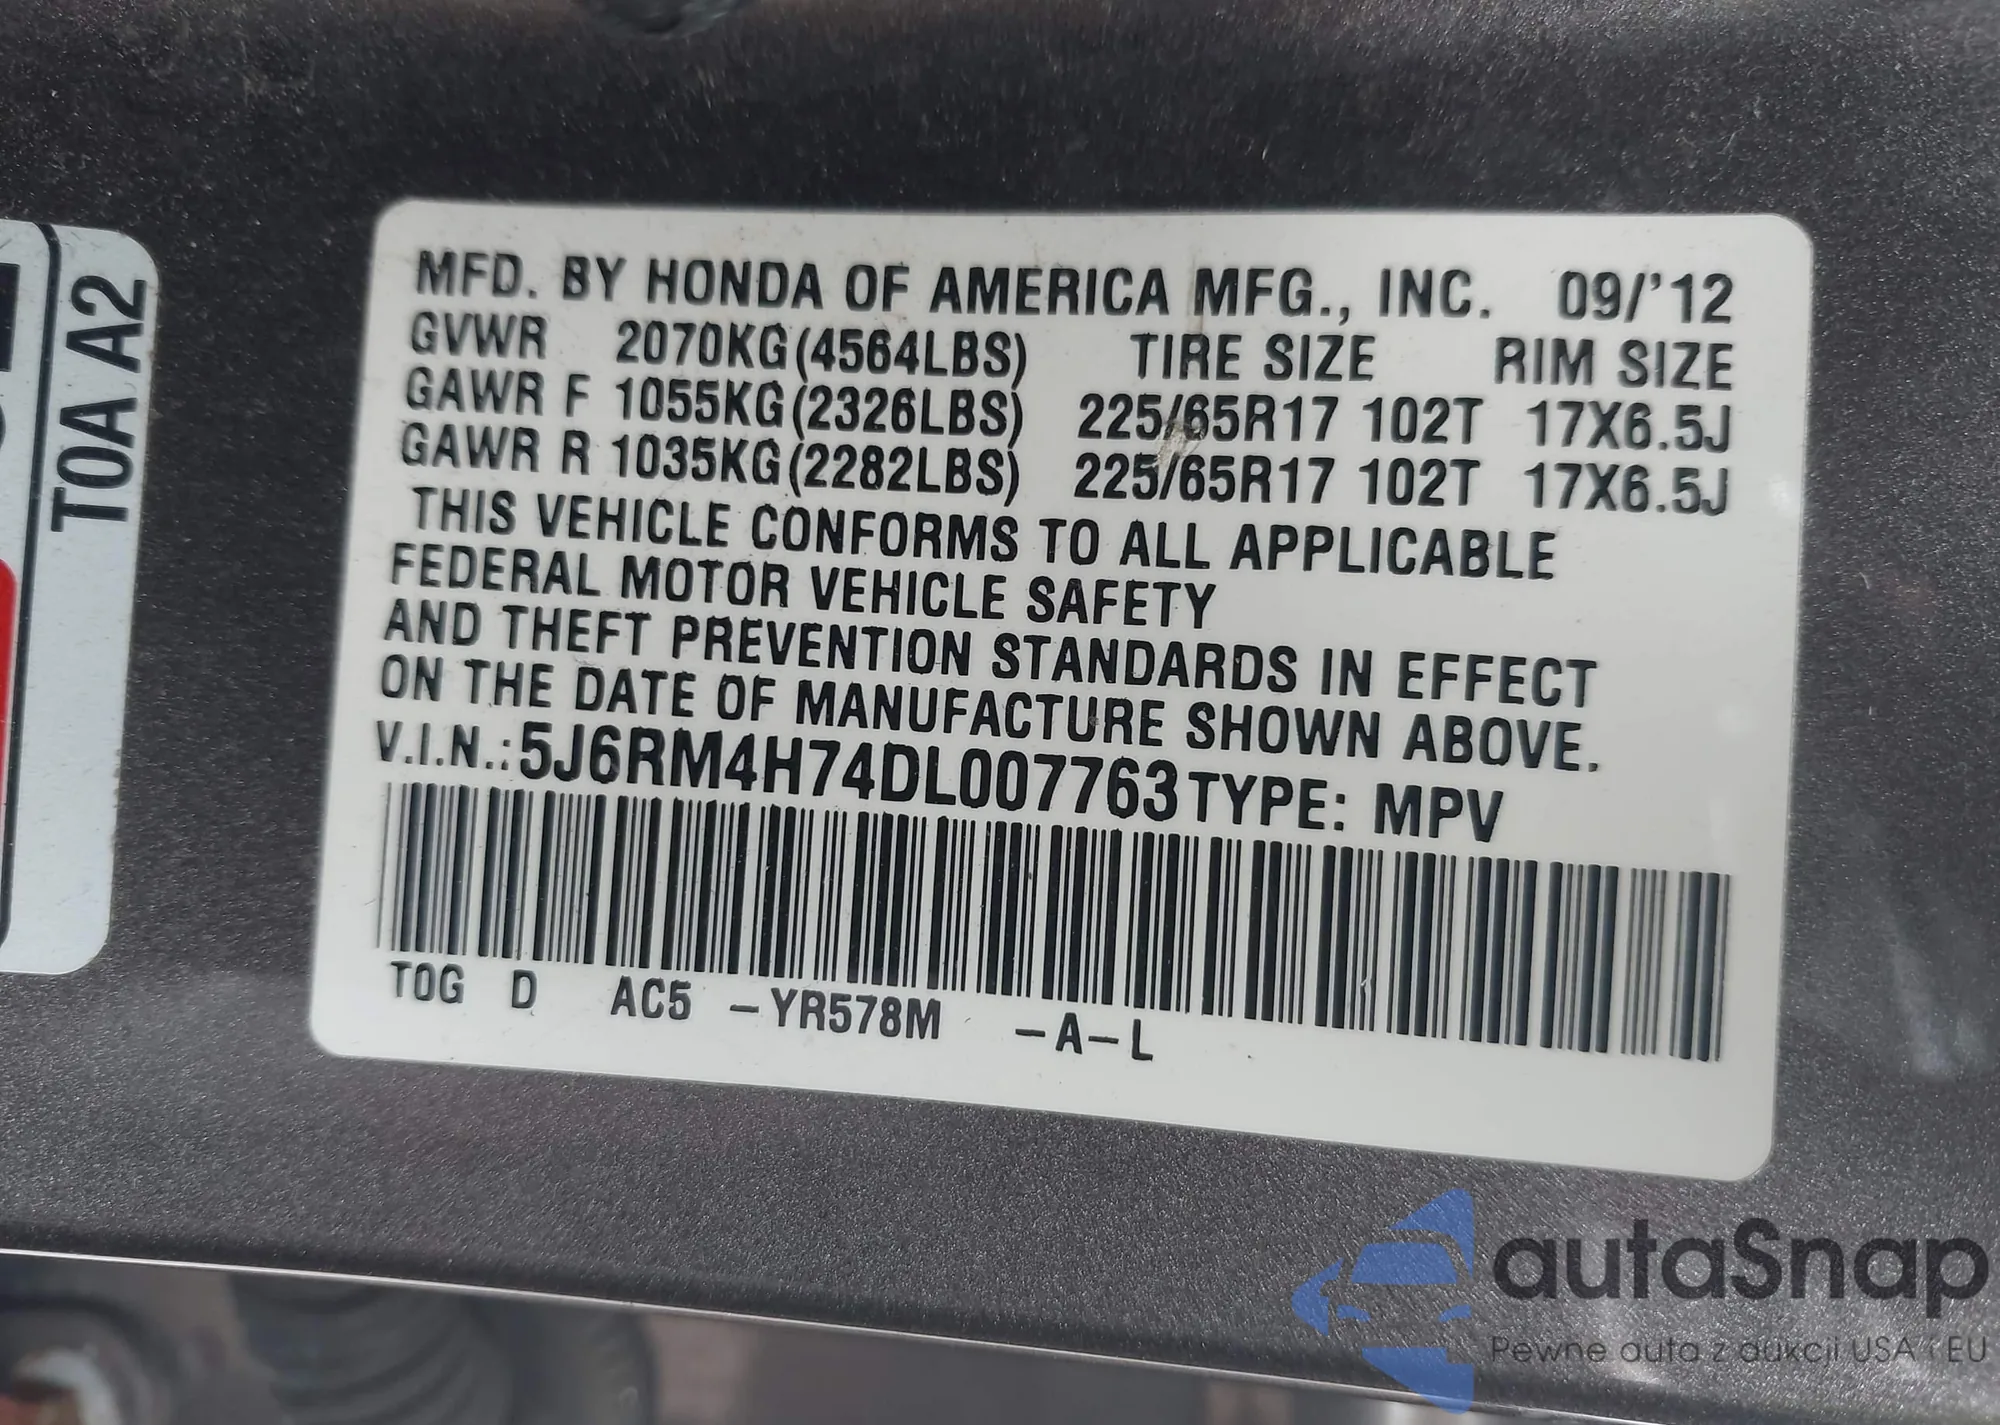 T0A A2
MFD. BY HONDA OF AMERICA MFG., INC. 09/'12
GVWR 2070KG(4564LBS) TIRE SIZE RIM SIZE
GAWR F 1055KG(2326LBS) 225/65R17 102T 17X6.5J
GAWR R 1035KG(2282LBS) 225/65R17 102T 17X6.5J
THIS VEHICLE CONFORMS TO ALL APPLICABLE
FEDERAL MOTOR VEHICLE SAFETY
AND THEFT PREVENTION STANDARDS IN EFFECT
ON THE DATE OF MANUFACTURE SHOWN ABOVE.
V.I.N.:5J6RM4H74DL007763TYPE: MPV
T0G D AC5 -YR578M -A-L
autaSnap
Pewne auta z aukcji USA i EU